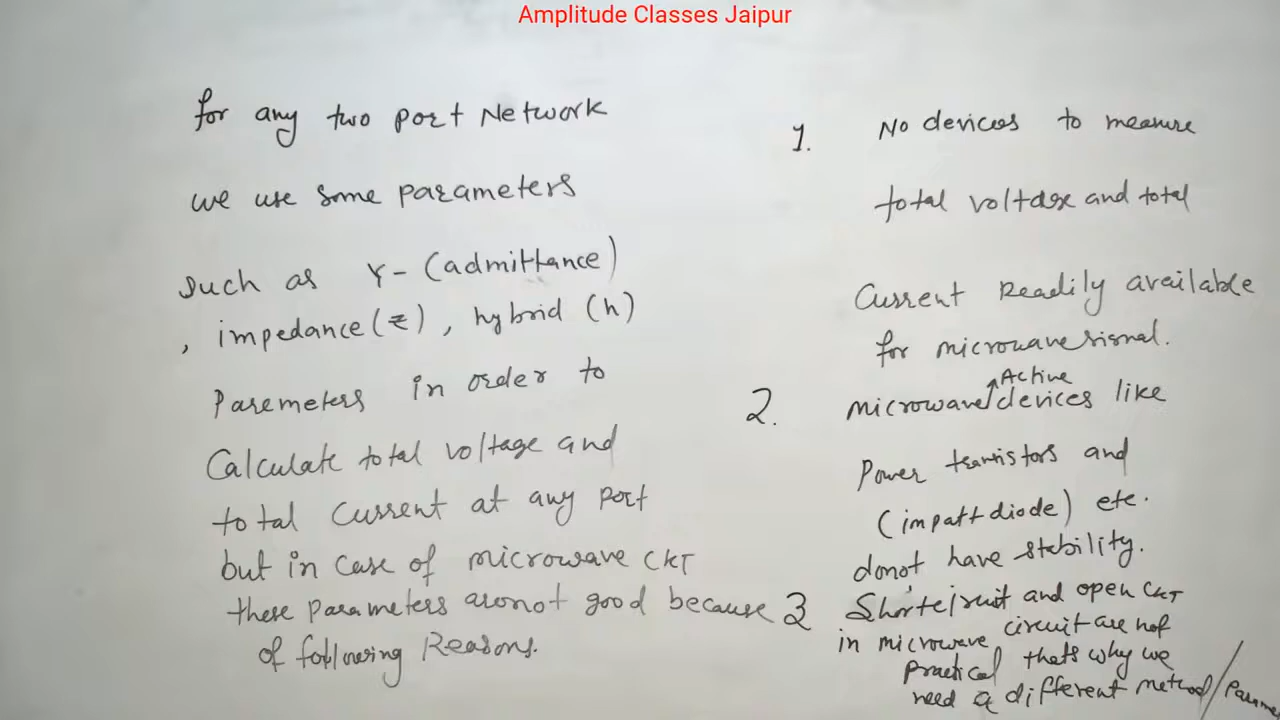 Amplitude Classes Jaipur
for any two port Network
we use some parameters
such as Y- (admittance)
, impedance (z) , hybrid (h)
Paremeters in order to
Calculate total voltage and
total Current at any port
but in case of microwave CKT
these parameters are not good because
of following Reasons.
1. No devices to measure
total voltage and total
Current Readily available
for microwave signal.
Active
2. microwave devices like
Power transistors and
(impatt diode) etc.
donot have stability.
3 Shortcircuit and open CKT
in microwave circuit are not
practical thats why we
need a different method/